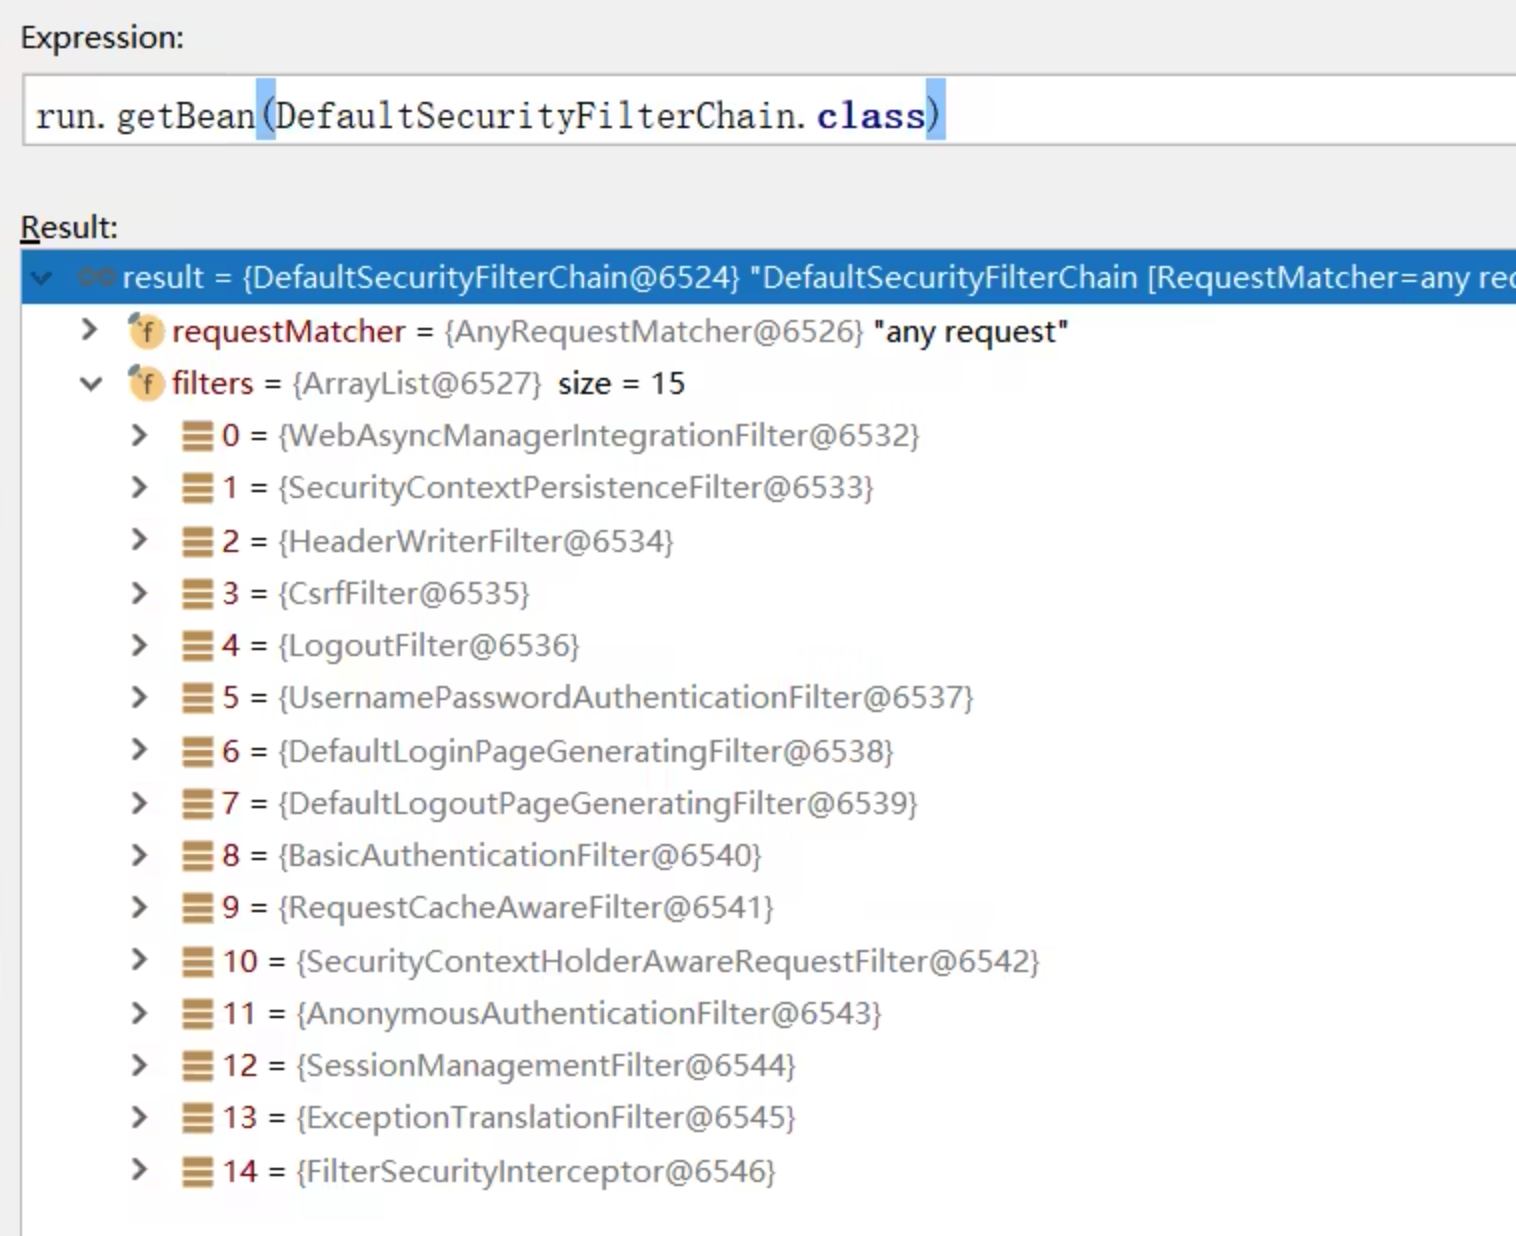 Expression:
run.getBean(DefaultSecurityFilterChain.class)
Result:
result = {DefaultSecurityFilterChain@6524} "DefaultSecurityFilterChain [RequestMatcher=any req
requestMatcher = {AnyRequestMatcher@6526} "any request"
filters = {ArrayList@6527} size = 15
0 = {WebAsyncManagerIntegrationFilter@6532}
1 = {SecurityContextPersistenceFilter@6533}
2 = {HeaderWriterFilter@6534}
3 = {CsrfFilter@6535}
4 = {LogoutFilter@6536}
5 = {UsernamePasswordAuthenticationFilter@6537}
6 = {DefaultLoginPageGeneratingFilter@6538}
7 = {DefaultLogoutPageGeneratingFilter@6539}
8 = {BasicAuthenticationFilter@6540}
9 = {RequestCacheAwareFilter@6541}
10 = {SecurityContextHolderAwareRequestFilter@6542}
11 = {AnonymousAuthenticationFilter@6543}
12 = {SessionManagementFilter@6544}
13 = {ExceptionTranslationFilter@6545}
14 = {FilterSecurityInterceptor@6546}